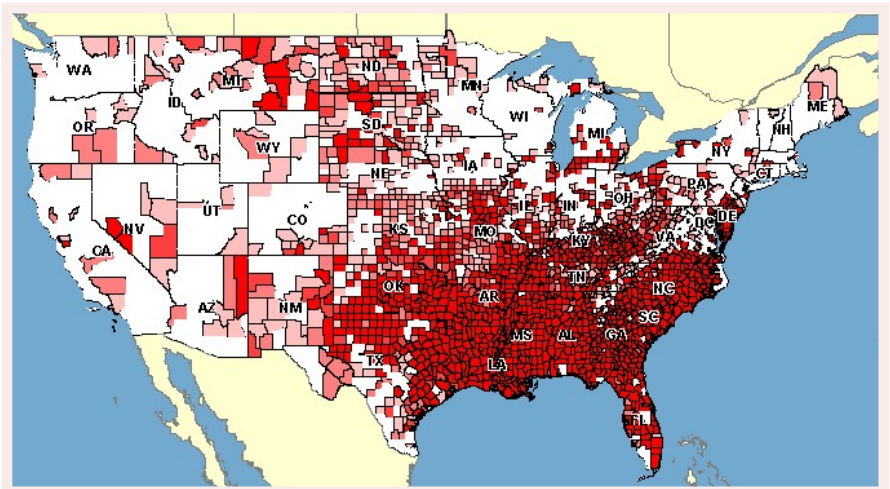 WA
MT
ND
MN
ME
ID
OR
SD
WI
MI
NH
NY
WY
IA
CT
NE
PA
NV
UT
CO
IL
IN
OH
DE
DC
CA
KS
MO
KY
VA
OK
AR
TN
NC
AZ
NM
SC
MS
AL
GA
TX
LA
FL